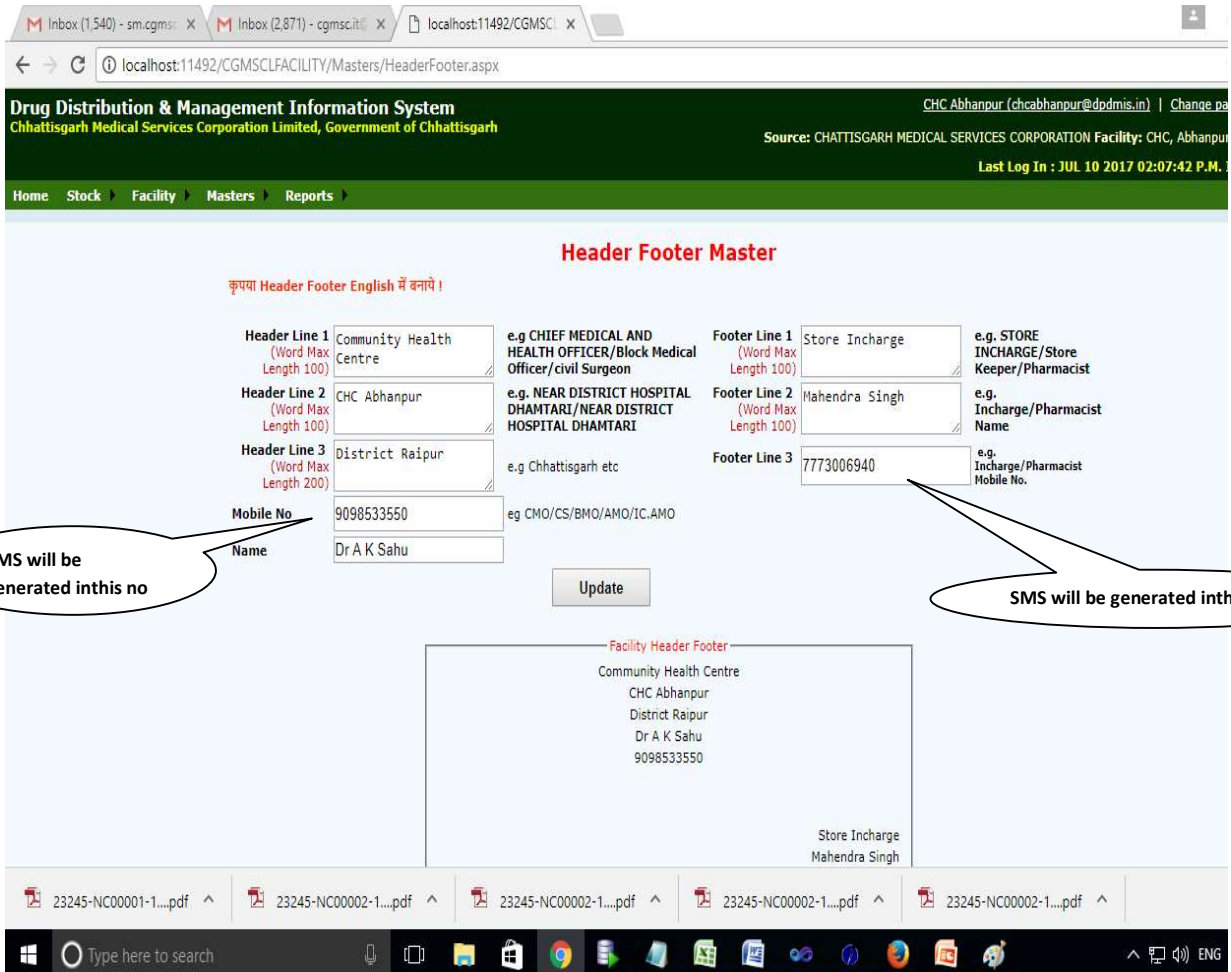 Inbox (1,540) - sm.cgmsc
Inbox (2,871) - cgmsc.it@
localhost:11492/CGMSCL
localhost:11492/CGMSCLFACILITY/Masters/HeaderFooter.aspx
Drug Distribution & Management Information System
Chhattisgarh Medical Services Corporation Limited, Government of Chhattisgarh
CHC Abhanpur (chcabhanpur@dpdmis.in) | Change pa
Source: CHATTISGARH MEDICAL SERVICES CORPORATION Facility: CHC, Abhanpur
Last Log In : JUL 10 2017 02:07:42 P.M.
Home Stock Facility Masters Reports
Header Footer Master
कृपया Header Footer English में बनाये !
Header Line 1
(Word Max
Length 100)
Community Health
Centre
e.g CHIEF MEDICAL AND
HEALTH OFFICER/Block Medical
Officer/civil Surgeon
Footer Line 1
(Word Max
Length 100)
Store Incharge
e.g. STORE
INCHARGE/Store
Keeper/Pharmacist
Header Line 2
(Word Max
Length 100)
CHC Abhanpur
e.g. NEAR DISTRICT HOSPITAL
DHAMTARI/NEAR DISTRICT
HOSPITAL DHAMTARI
Footer Line 2
(Word Max
Length 100)
Mahendra Singh
e.g.
Incharge/Pharmacist
Name
Header Line 3
(Word Max
Length 200)
District Raipur
e.g Chhattisgarh etc
Footer Line 3
7773006940
e.g.
Incharge/Pharmacist
Mobile No.
Mobile No
9098533550
eg CMO/CS/BMO/AMO/IC.AMO
Name
Dr A K Sahu
MS will be
enerated inthis no
Update
SMS will be generated inth
Facility Header Footer
Community Health Centre
CHC Abhanpur
District Raipur
Dr A K Sahu
9098533550
Store Incharge
Mahendra Singh
23245-NC00001-1....pdf
23245-NC00002-1....pdf
23245-NC00002-1....pdf
23245-NC00002-1....pdf
23245-NC00002-1....pdf
Type here to search
ENG